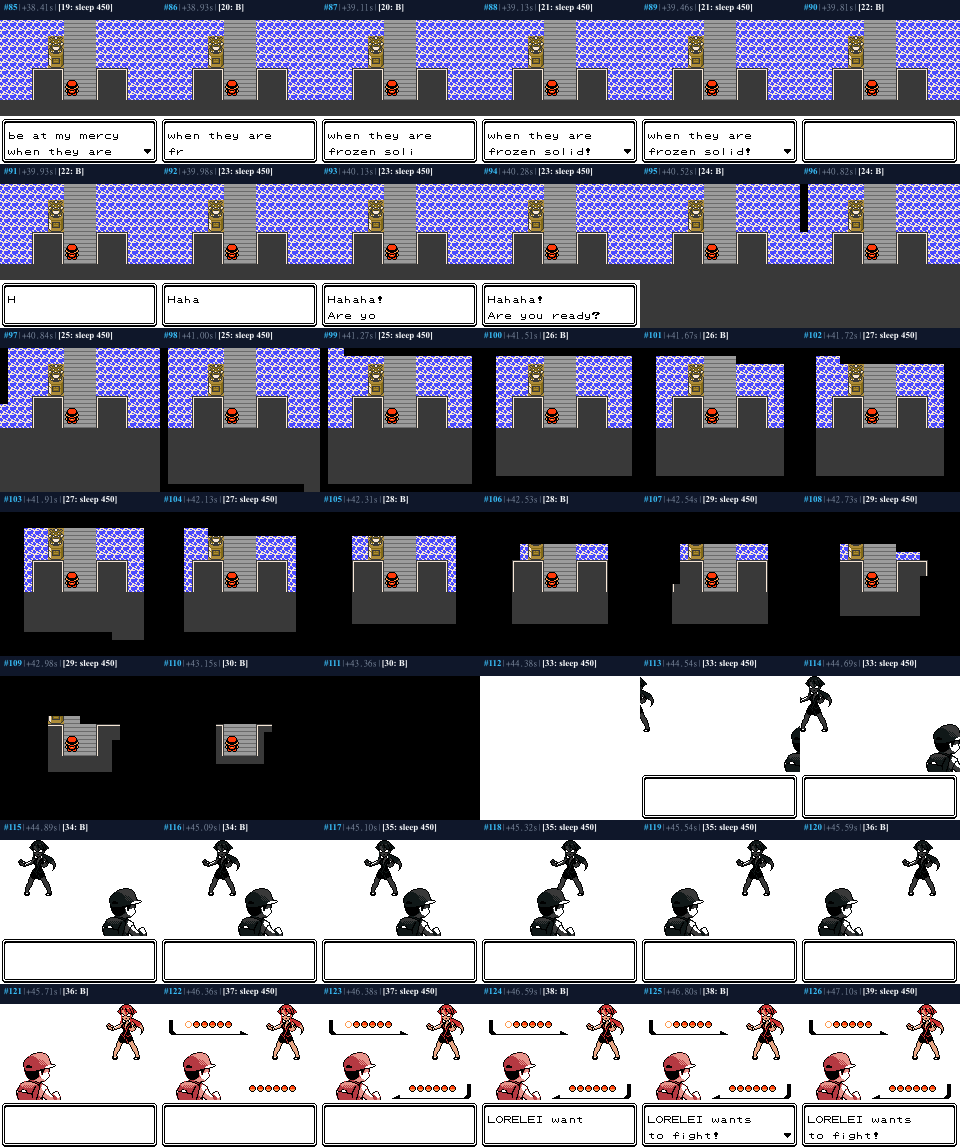 #85|+38.41s|[19: sleep 450]
#86|+38.93s|[20: B]
#87|+39.11s|[20: B]
#88|+39.13s|[21: sleep 450]
#89|+39.46s|[21: sleep 450]
#90|+39.81s|[22: B]
be at my mercy
when they are
when they are
fr
when they are
frozen soli
when they are
frozen solid!
when they are
frozen solid!
#91|+39.93s|[22: B]
#92|+39.98s|[23: sleep 450]
#93|+40.13s|[23: sleep 450]
#94|+40.28s|[23: sleep 450]
#95|+40.52s|[24: B]
#96|+40.82s|[24: B]
H
Haha
Hahaha!
Are yo
Hahaha!
Are you ready?
#97|+40.84s|[25: sleep 450]
#98|+41.00s|[25: sleep 450]
#99|+41.27s|[25: sleep 450]
#100|+41.51s|[26: B]
#101|+41.67s|[26: B]
#102|+41.72s|[27: sleep 450]
#103|+41.91s|[27: sleep 450]
#104|+42.13s|[27: sleep 450]
#105|+42.31s|[28: B]
#106|+42.53s|[28: B]
#107|+42.54s|[29: sleep 450]
#108|+42.73s|[29: sleep 450]
#109|+42.98s|[29: sleep 450]
#110|+43.15s|[30: B]
#111|+43.36s|[30: B]
#112|+44.38s|[33: sleep 450]
#113|+44.54s|[33: sleep 450]
#114|+44.69s|[33: sleep 450]
#115|+44.89s|[34: B]
#116|+45.09s|[34: B]
#117|+45.10s|[35: sleep 450]
#118|+45.32s|[35: sleep 450]
#119|+45.54s|[35: sleep 450]
#120|+45.59s|[36: B]
#121|+45.71s|[36: B]
#122|+46.36s|[37: sleep 450]
#123|+46.38s|[37: sleep 450]
#124|+46.59s|[38: B]
#125|+46.80s|[38: B]
#126|+47.10s|[39: sleep 450]
LORELEI want
LORELEI wants
to fight!
LORELEI wants
to fight!